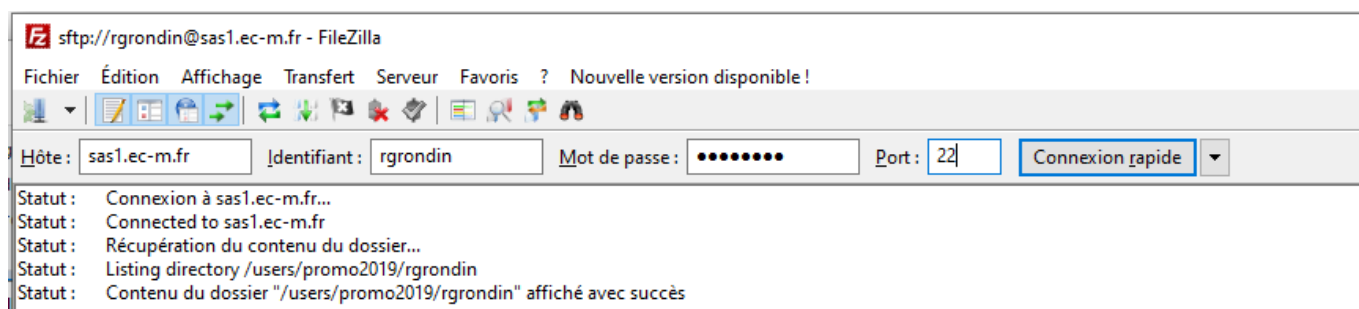 sftp://rgrondin@sas1.ec-m.fr - FileZilla
Fichier Édition Affichage Transfert Serveur Favoris ? Nouvelle version disponible !
Hôte : sas1.ec-m.fr Identifiant : rgrondin Mot de passe : ●●●●●●●● Port : 22 Connexion rapide
Statut : Connexion à sas1.ec-m.fr...
Statut : Connected to sas1.ec-m.fr
Statut : Récupération du contenu du dossier...
Statut : Listing directory /users/promo2019/rgrondin
Statut : Contenu du dossier "/users/promo2019/rgrondin" affiché avec succès